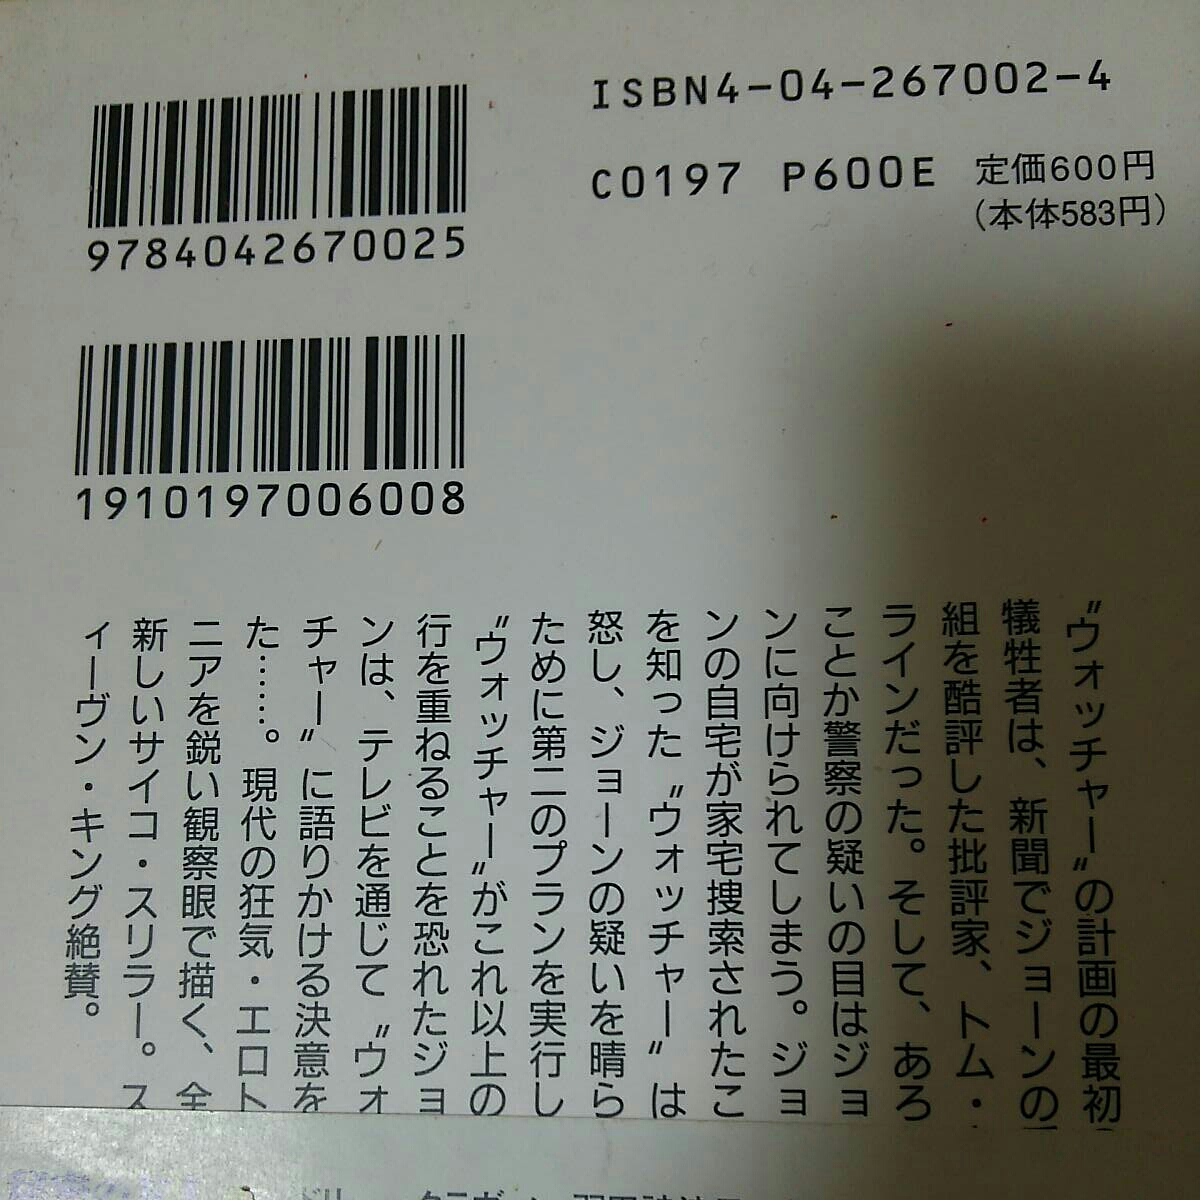 ISBN4-04-267002-4
C0197 P600E 定価600円
(本体583円)
9784042670025
1910197006008
〝ウォッチャー〟の計画の最初
犠牲者は、新聞でジョーンの
組を酷評した批評家、トム・
ラインだった。そして、あろ
ことか警察の疑いの目はジョ
ンに向けられてしまう。ジョ
ンの自宅が家宅捜索されたこ
を知った〝ウォッチャー〟は
怒し、ジョーンの疑いを晴ら
ために第二のプランを実行し
〝ウォッチャー〟がこれ以上の
行を重ねることを恐れたジョ
ンは、テレビを通じて〝ウォ
チャー〟に語りかける決意を
た……。現代の狂気・エロト
ニアを鋭い観察眼で描く、全
新しいサイコ・スリラー。ス
ィーヴン・キング絶賛。